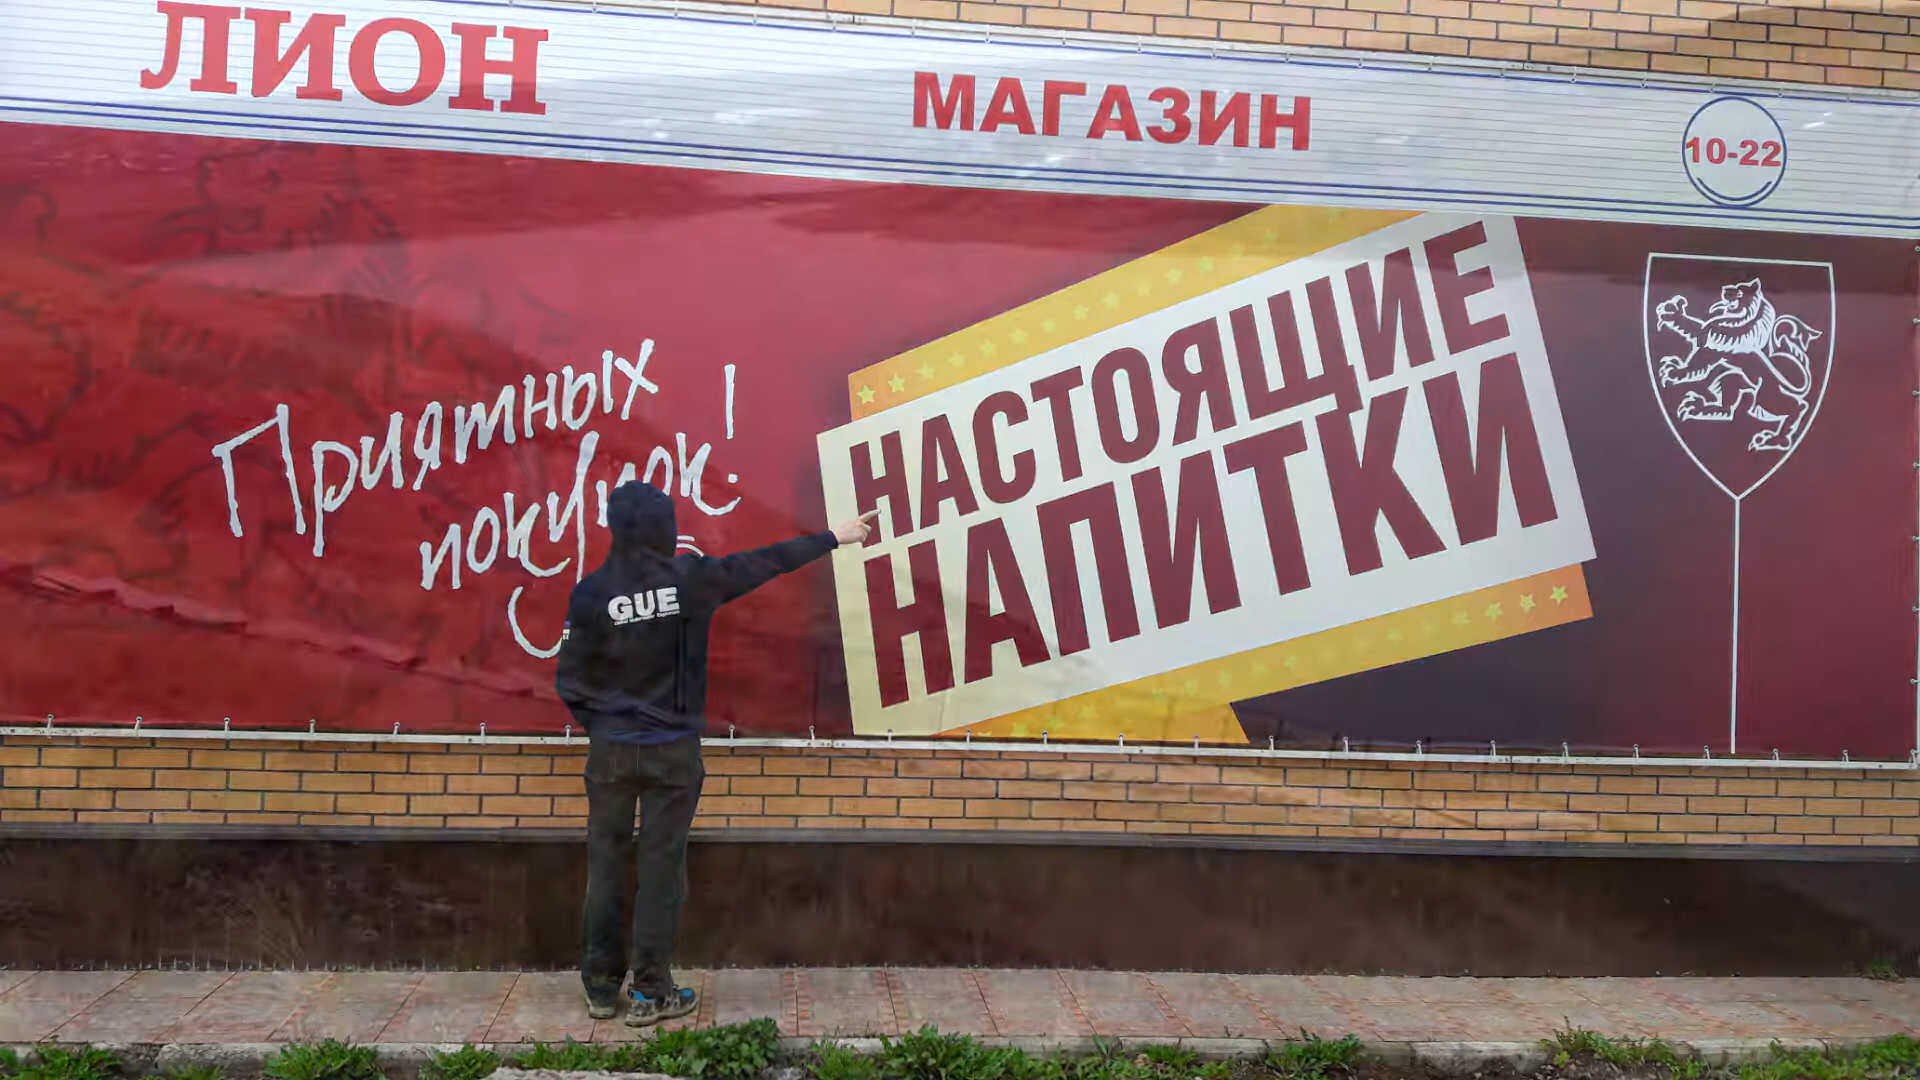 ЛИОН
МАГАЗИН
10-22
Приятных
покупок!
НАСТОЯЩИЕ
НАПИТКИ
GUE